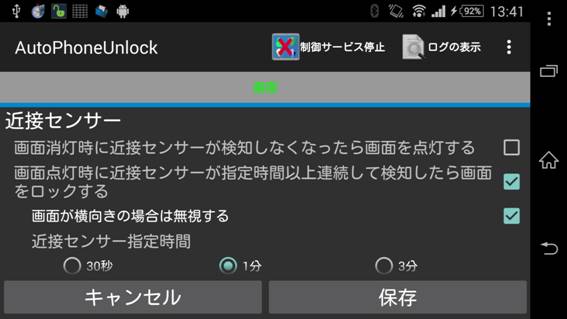 92% 13:41
AutoPhoneUnlock
制御サービス停止
ログの表示
近接センサー
画面消灯時に近接センサーが検知しなくなったら画面を点灯する
画面点灯時に近接センサーが指定時間以上連続して検知したら画面
をロックする
画面が横向きの場合は無視する
近接センサー指定時間
30秒
1分
3分
キャンセル
保存